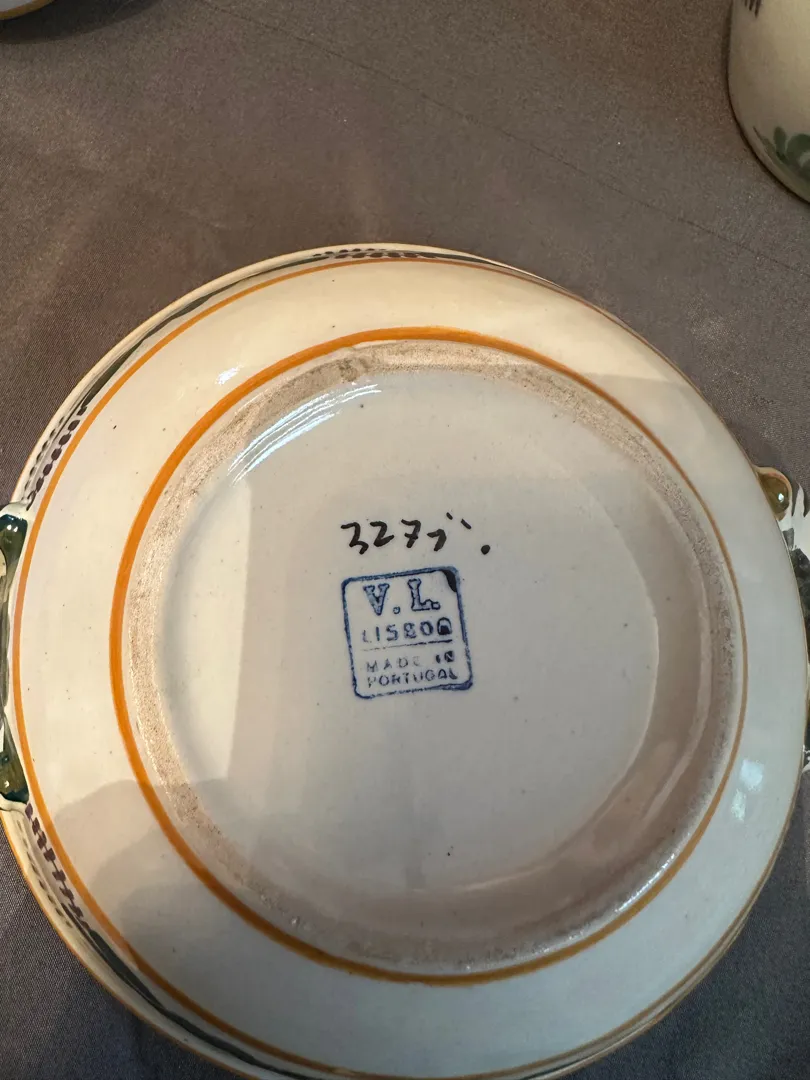 327
V. L.
LISBOA
MADE IN
PORTUGAL